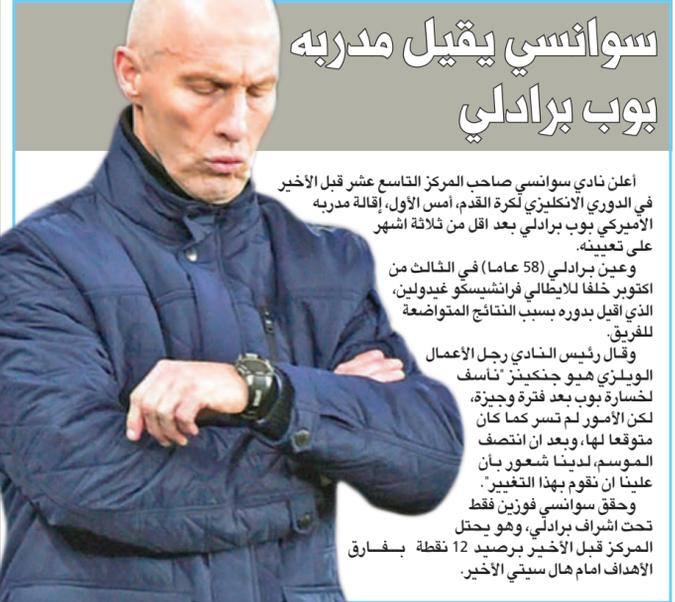 سوانسي يقيل مدربه
بوب برادلي
أعلن نادي سوانسي صاحب المركز التاسع عشر قبل الأخير
في الدوري الانكليزي لكرة القدم، أمس الأول، إقالة مدربه
الأميركي بوب برادلي بعد اقل من ثلاثة اشهر
على تعيينه.
وعين برادلي (58 عاما) في الثالث من
اكتوبر خلفا للايطالي فرانشيسكو غيدولين،
الذي اقيل بدوره بسبب النتائج المتواضعة
للفريق.
وقال رئيس النادي رجل الأعمال
الويلزي هيو جنكينز "نأسف
لخسارة بوب بعد فترة وجيزة،
لكن الأمور لم تسر كما كان
متوقعا لها، وبعد ان انتصف
الموسم، لدينا شعور بأن
علينا ان نقوم بهذا التغيير".
وحقق سوانسي فوزين فقط
تحت اشراف برادلي، وهو يحتل
المركز قبل الأخير برصيد 12 نقطة بفارق
الأهداف امام هال سيتي الأخير.